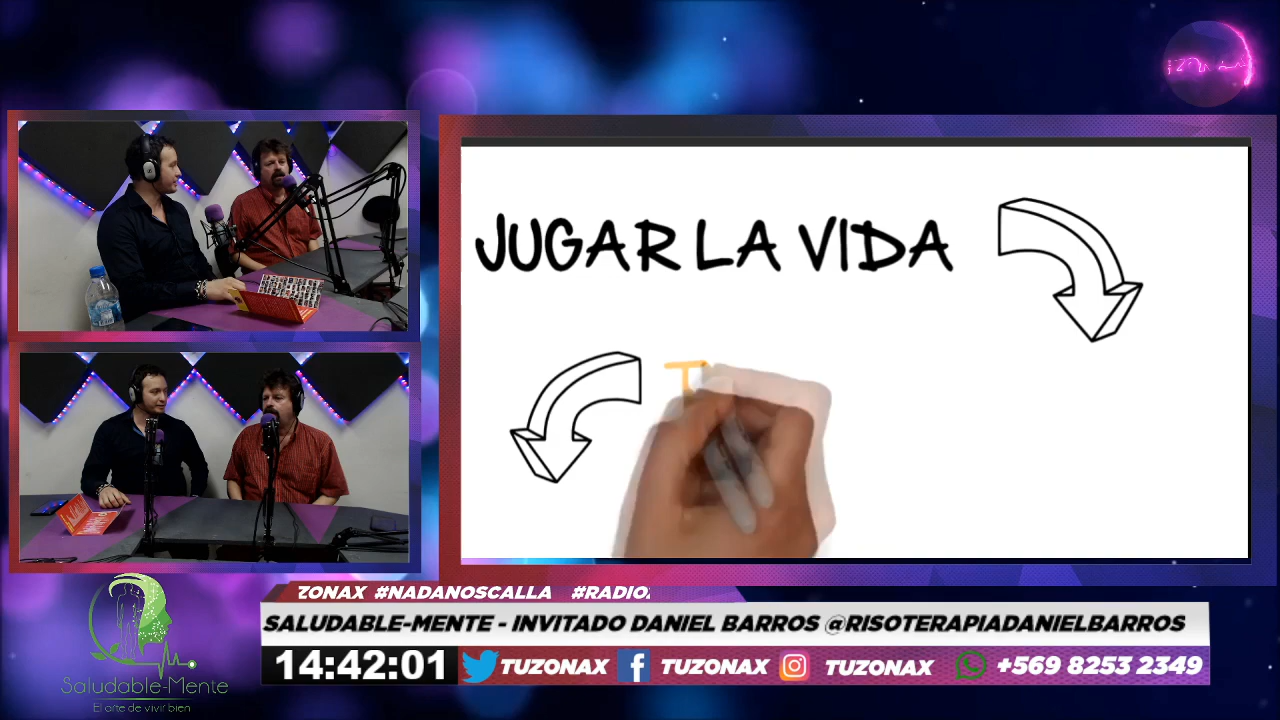 JUGAR LA VIDA
T
ZONAX #NADANOSCALLA #RADIO
SALUDABLE-MENTE - INVITADO DANIEL BARROS @RISOTERAPIADANIELBARROS
14:42:01 TUZONAX TUZONAX TUZONAX +569 8253 2349
Saludable-Mente
El arte de vivir bien